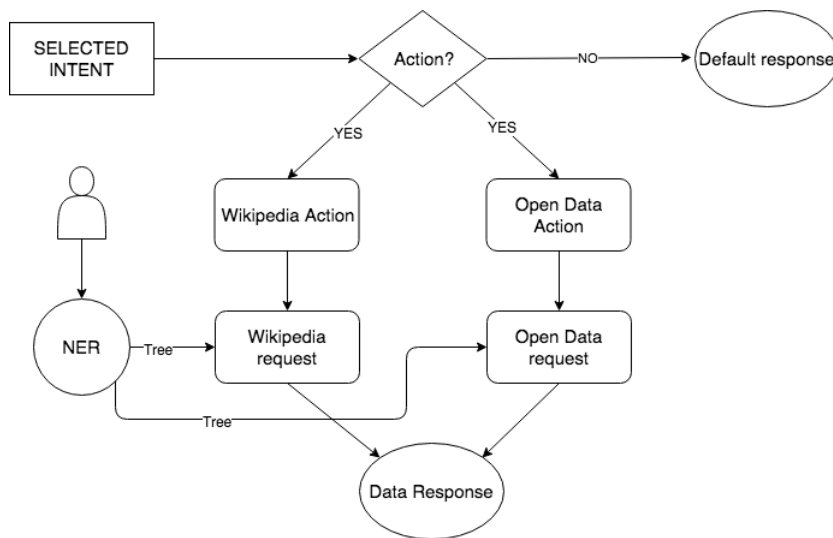 SELECTED
INTENT
Action?
NO
Default response
YES
YES
Wikipedia Action
Open Data
Action
NER
Tree
Wikipedia
request
Open Data
request
Tree
Data Response